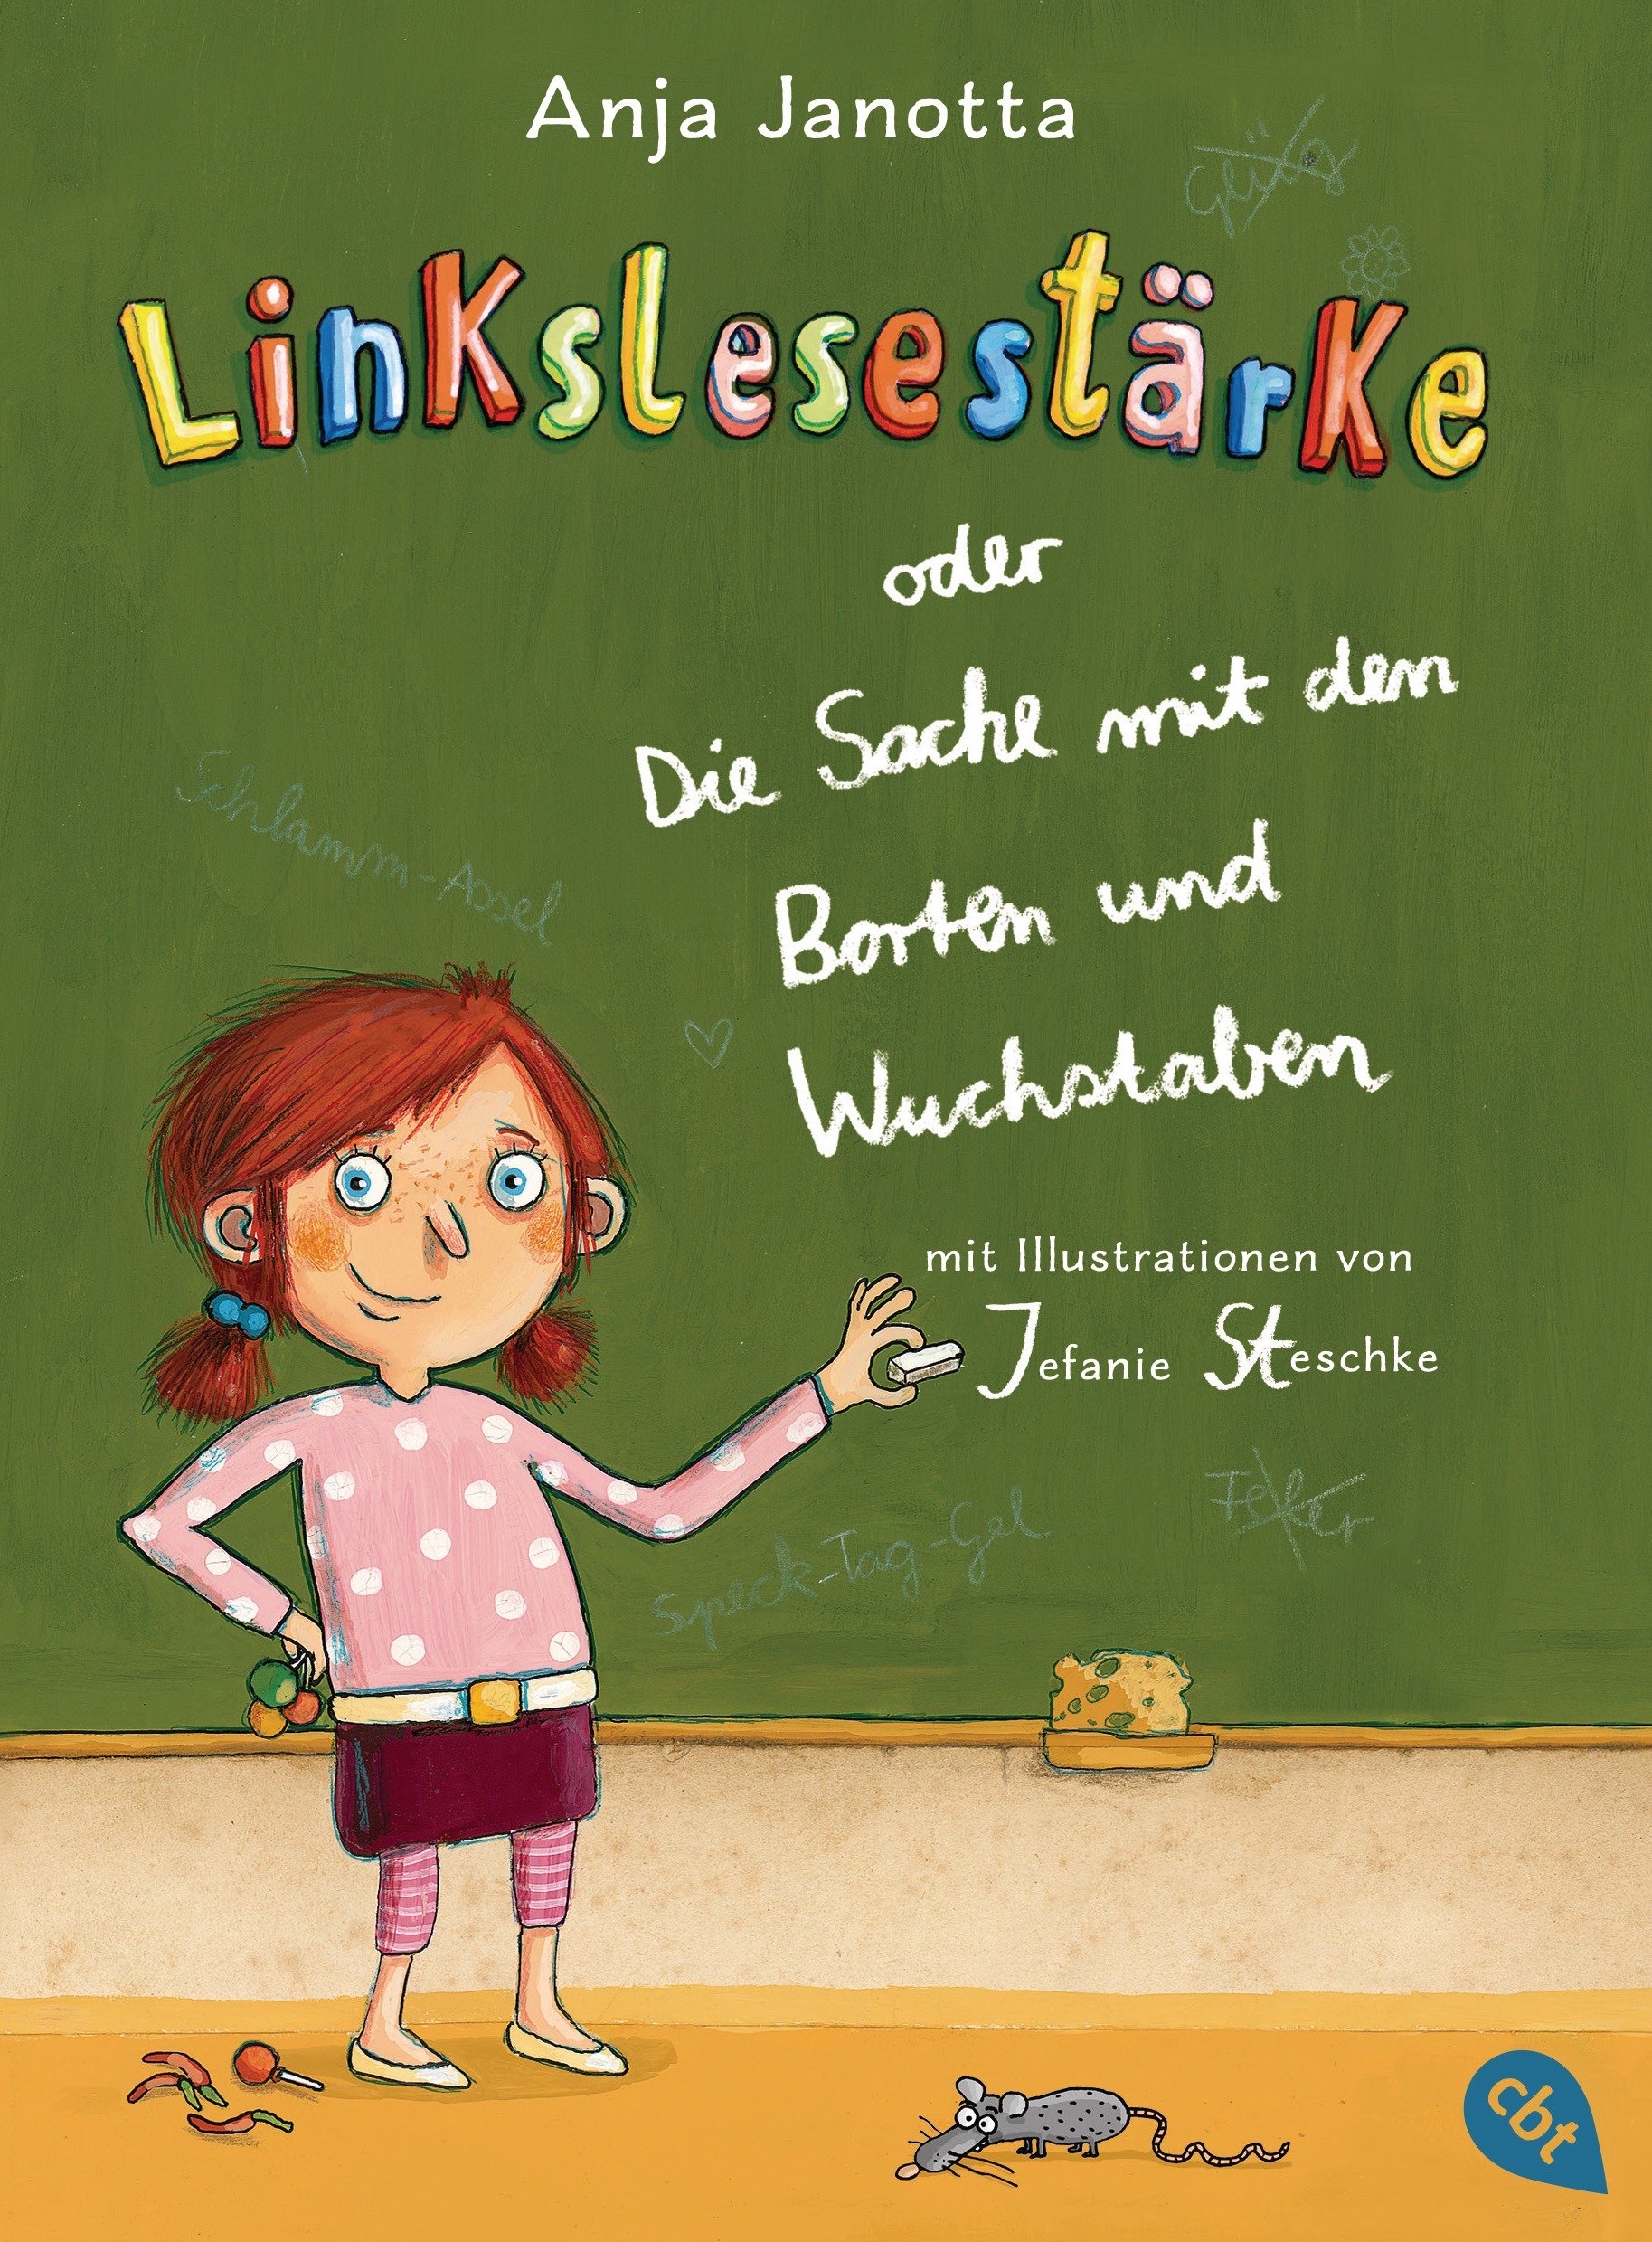 Anja Janotta
Linkslesestärke
oder
Die Sache mit den
Borten und
Wuchstaben
Schlamm-Assel
mit Illustrationen von
Jefanie Steschke
Speck-Tag-Gel
cbt